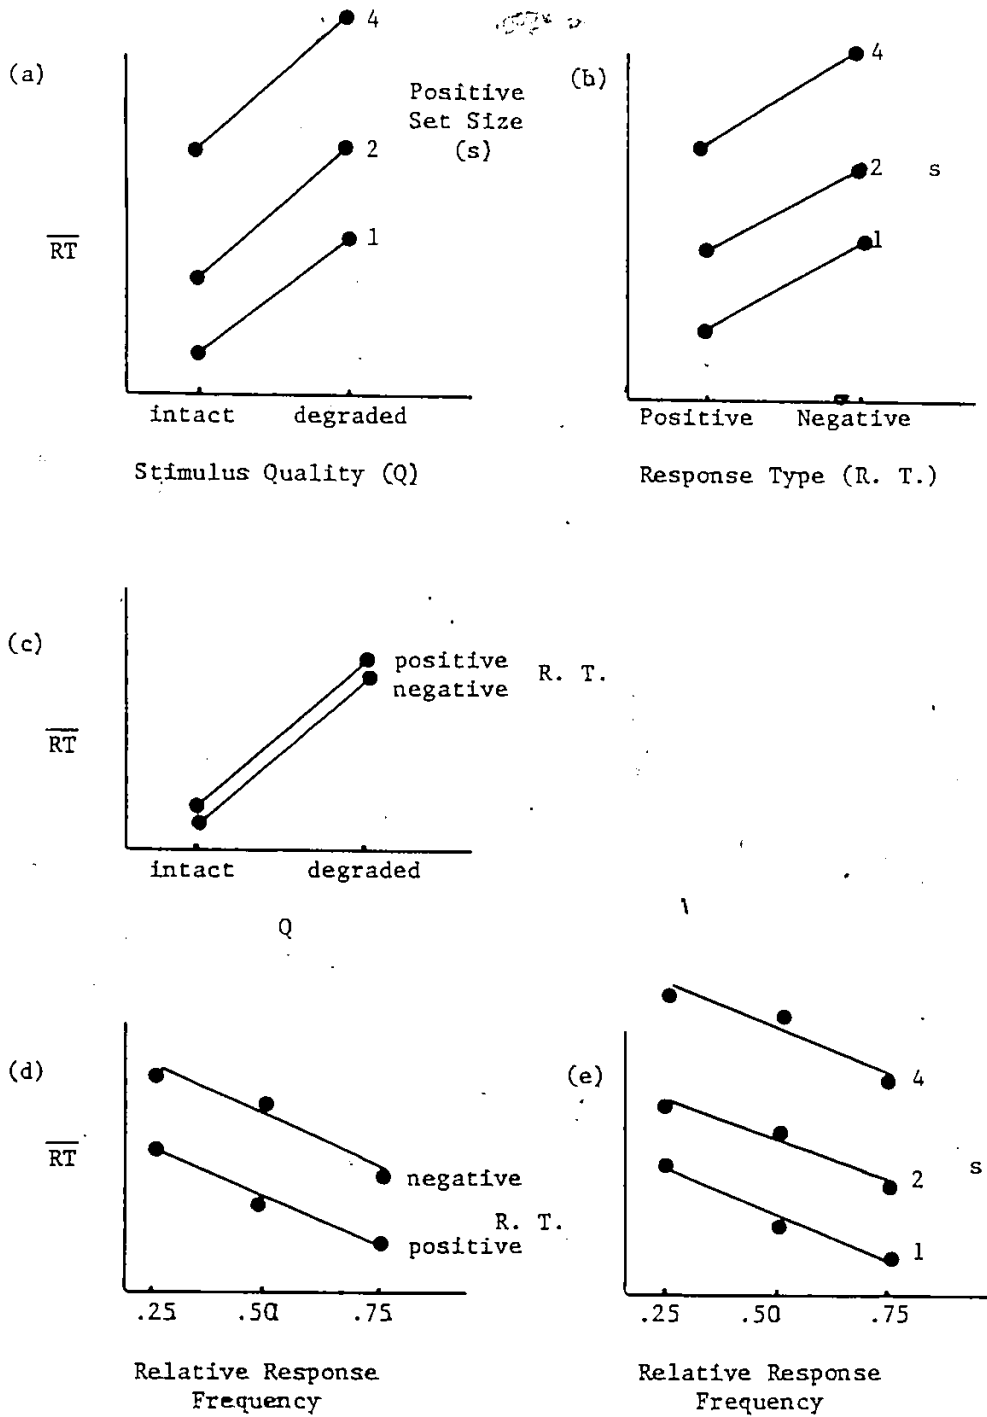 (a)
4
2
1
Positive
Set Size
(s)
RT
intact degraded
Stimulus Quality (Q)
(b)
4
2
1
s
Positive Negative
Response Type (R. T.)
(c)
positive
negative
R. T.
RT
intact degraded
Q
(d)
RT
negative
R. T.
positive
.25 .50 .75
Relative Response
Frequency
(e)
4
2
1
s
.25 .50 .75
Relative Response
Frequency